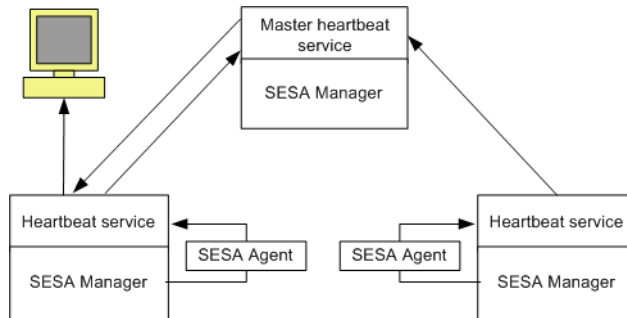 Master heartbeat
service
SESA Manager
Heartbeat service
SESA Manager
SESA Agent
SESA Agent
Heartbeat service
SESA Manager